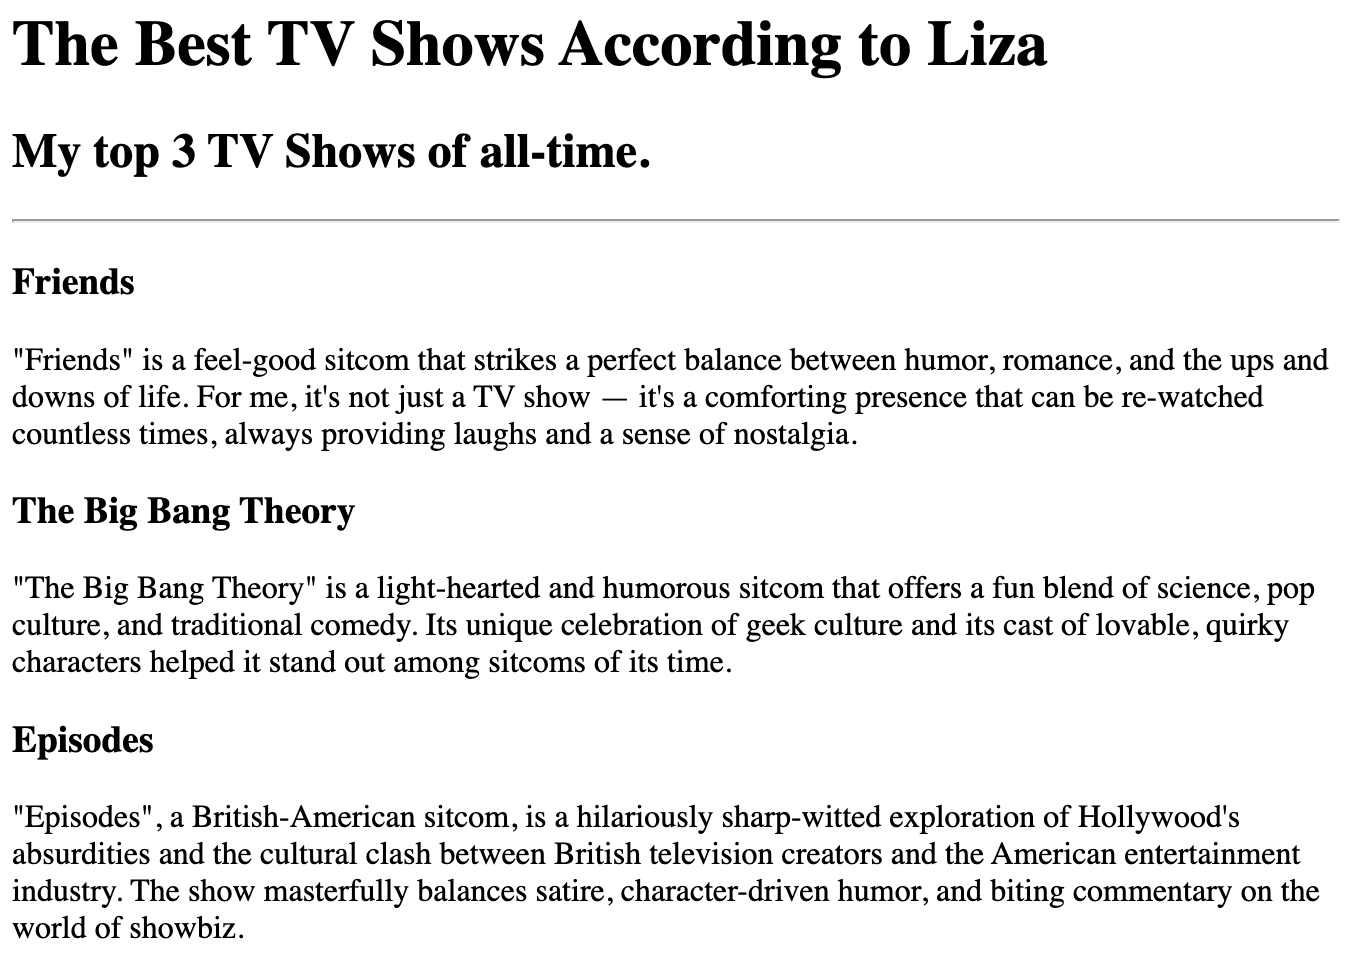 The Best TV Shows According to Liza
My top 3 TV Shows of all-time.
Friends
"Friends" is a feel-good sitcom that strikes a perfect balance between humor, romance, and the ups and
downs of life. For me, it's not just a TV show — it's a comforting presence that can be re-watched
countless times, always providing laughs and a sense of nostalgia.
The Big Bang Theory
"The Big Bang Theory" is a light-hearted and humorous sitcom that offers a fun blend of science, pop
culture, and traditional comedy. Its unique celebration of geek culture and its cast of lovable, quirky
characters helped it stand out among sitcoms of its time.
Episodes
"Episodes", a British-American sitcom, is a hilariously sharp-witted exploration of Hollywood's
absurdities and the cultural clash between British television creators and the American entertainment
industry. The show masterfully balances satire, character-driven humor, and biting commentary on the
world of showbiz.